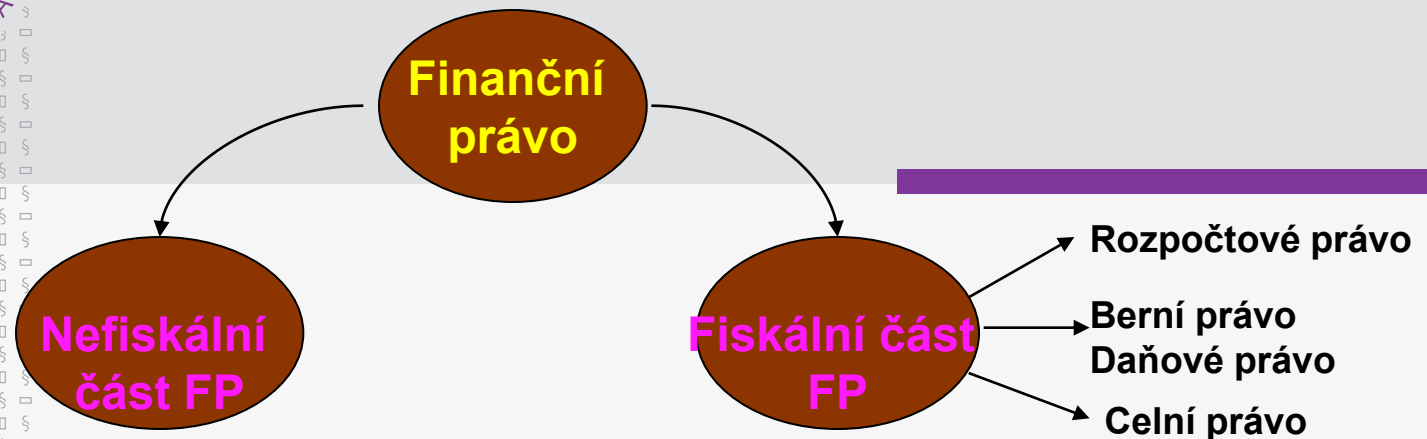 Finanční
právo
Nefiskální
část FP
Fiskální část
FP
Rozpočtové právo
Berní právo
Daňové právo
Celní právo